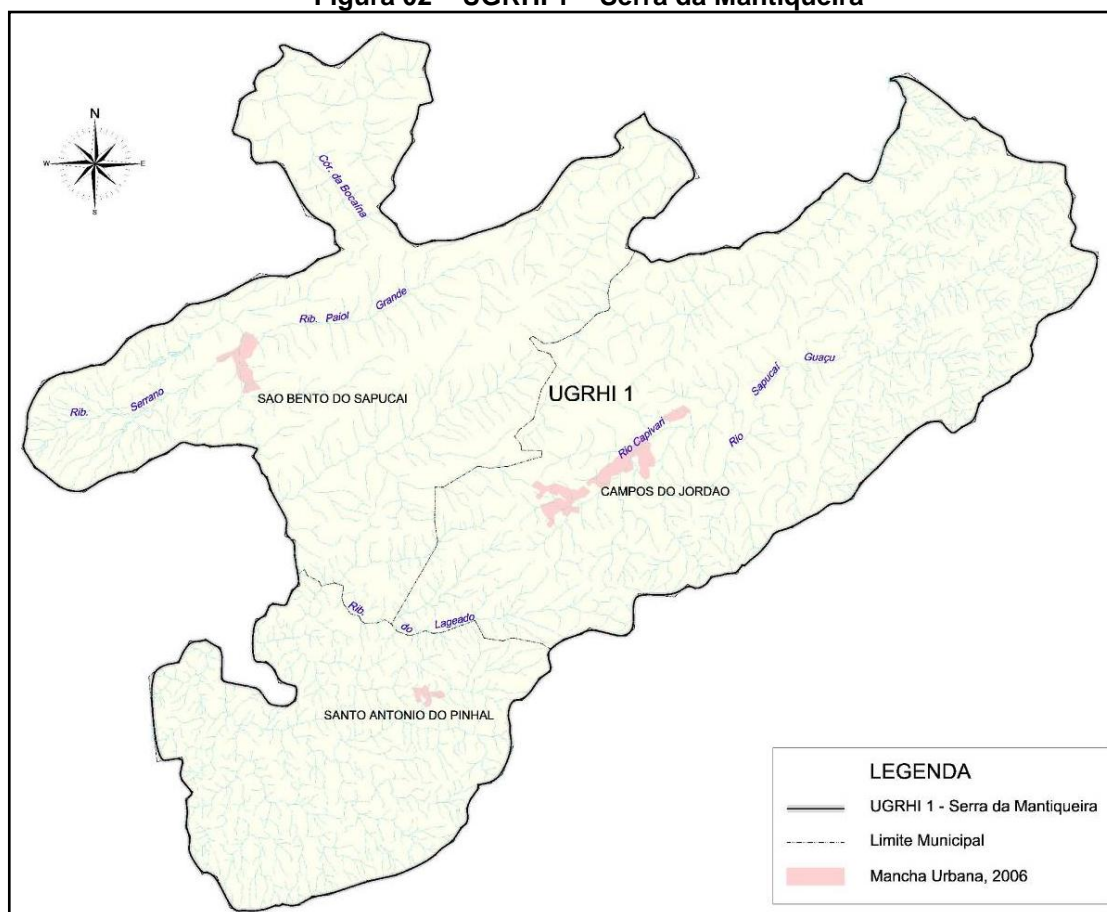 Figura 02 – UGRHI 1 – Serra da Mantiqueira
N
W
E
S
Cór. da Bocaína
Rib. Paiol Grande
SAO BENTO DO SAPUCAI
Rib. Serrano
UGRHI 1
Rio Sapucaí Guaçu
Rio Capivari
CAMPOS DO JORDAO
Rib. do Lageado
SANTO ANTONIO DO PINHAL
LEGENDA
UGRHI 1 - Serra da Mantiqueira
Limite Municipal
Mancha Urbana, 2006